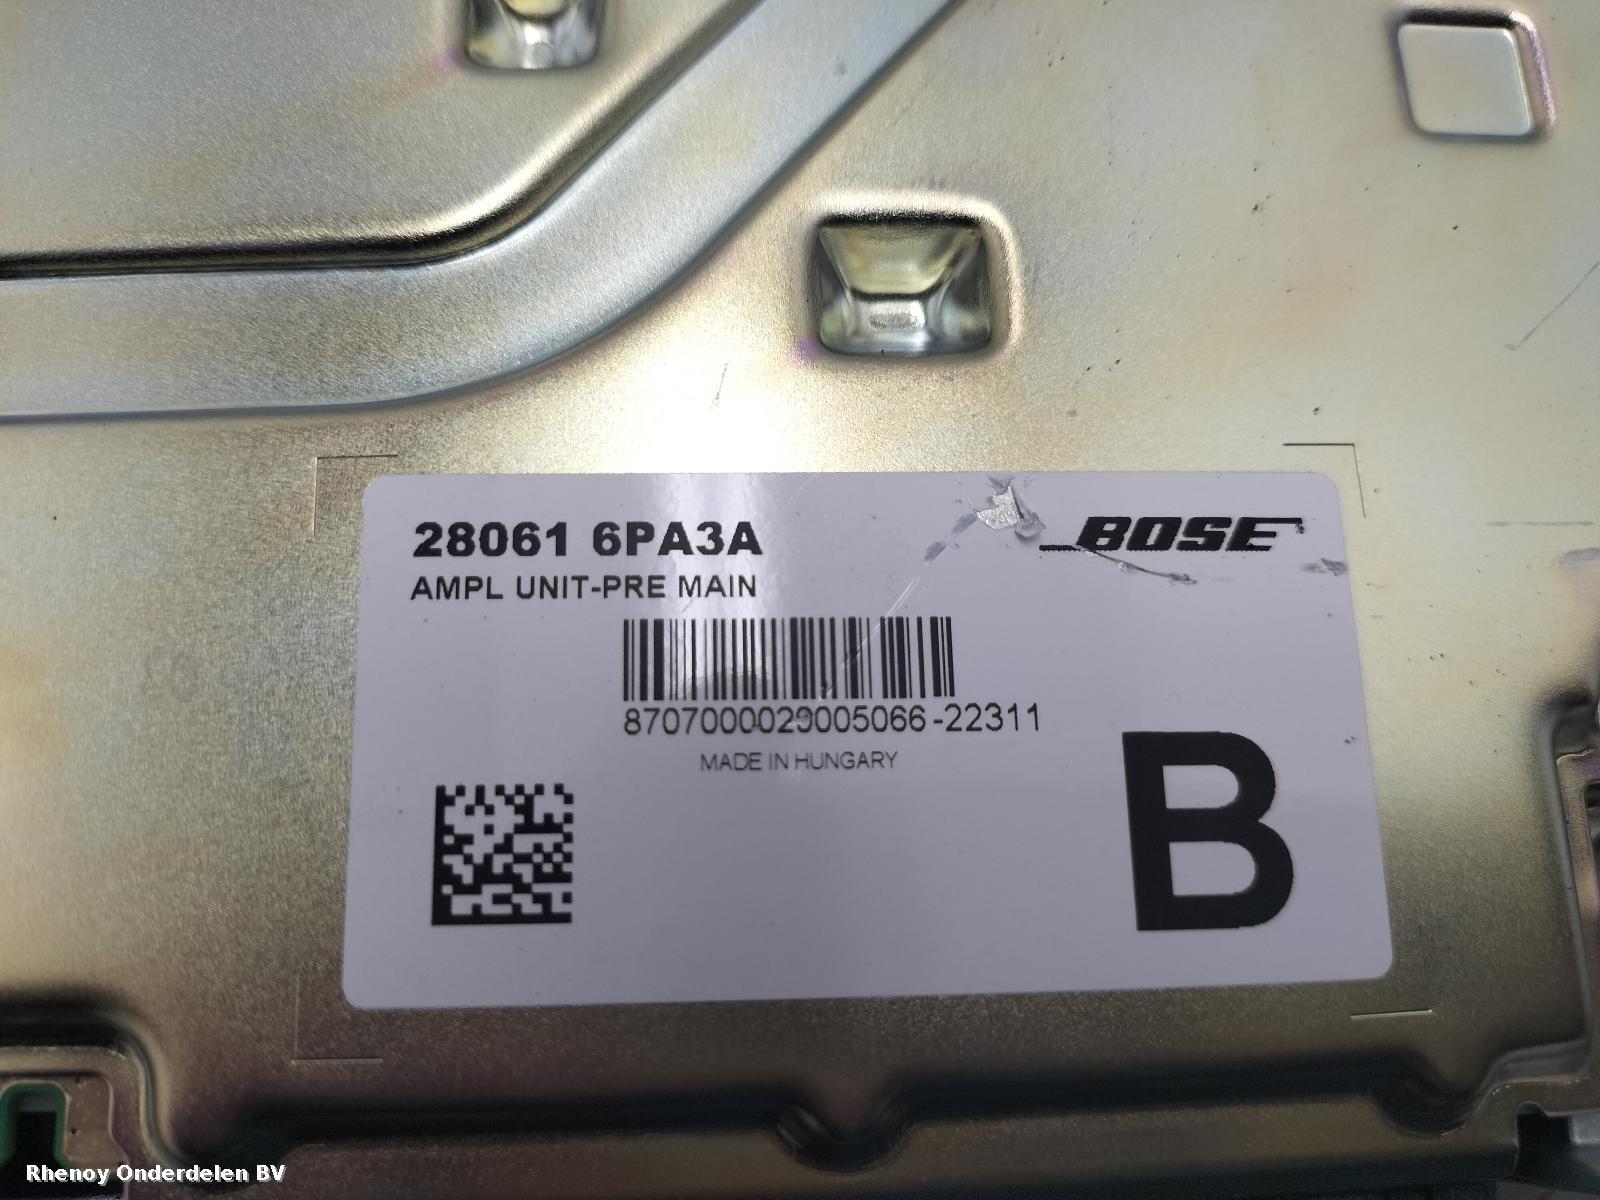 28061 6PA3A
BOSE
AMPL UNIT-PRE MAIN
8707000029005066-22311
MADE IN HUNGARY
B
Rhenoy Onderdelen BV